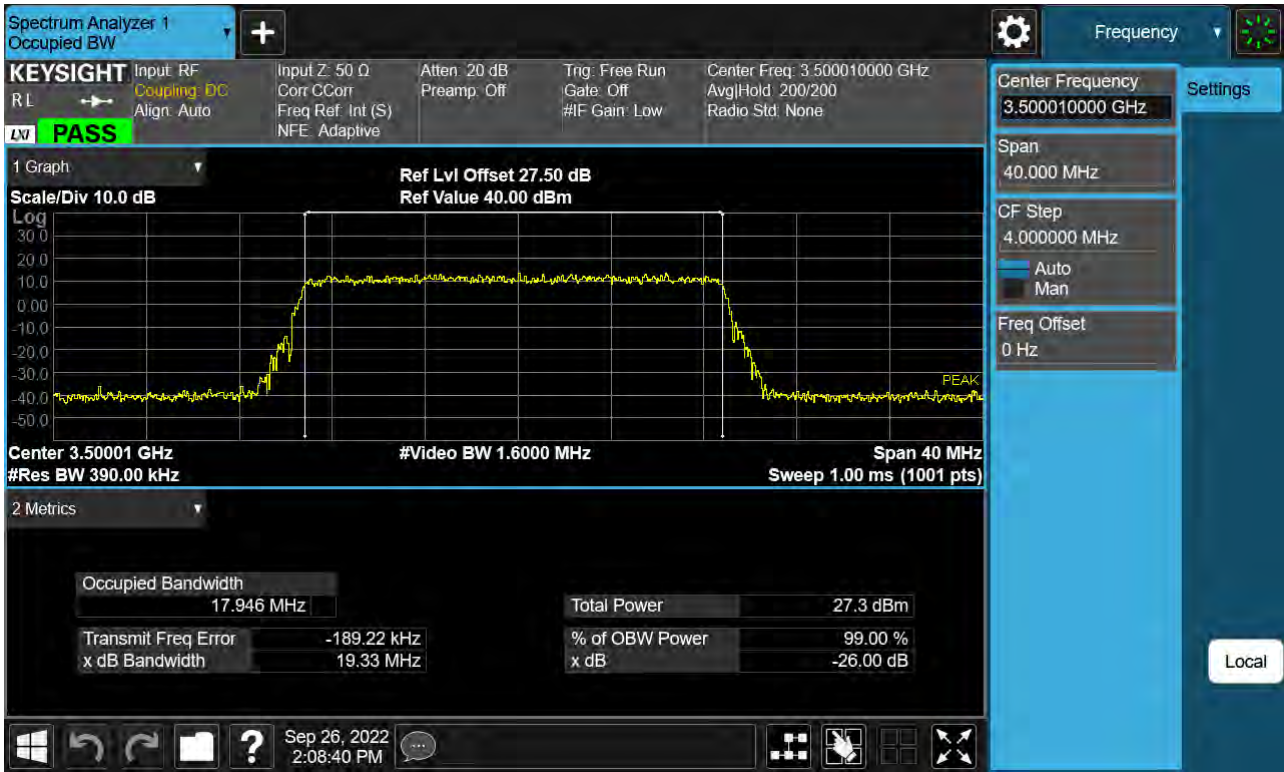 Spectrum Analyzer 1
Occupied BW
Frequency
KEYSIGHT
RL
LXI
PASS
Input: RF
Coupling: DC
Align: Auto
Input Z: 50 Ω
Corr CCorr
Freq Ref: Int (S)
NFE: Adaptive
Atten: 20 dB
Preamp: Off
Trig: Free Run
Gate: Off
#IF Gain: Low
Center Freq: 3.500010000 GHz
Avg|Hold: 200/200
Radio Std: None
1 Graph
Scale/Div 10.0 dB
Ref Lvl Offset 27.50 dB
Ref Value 40.00 dBm
Log
30.0
20.0
10.0
0.00
-10.0
-20.0
-30.0
-40.0
-50.0
PEAK
Center 3.50001 GHz
#Video BW 1.6000 MHz
Span 40 MHz
#Res BW 390.00 kHz
Sweep 1.00 ms (1001 pts)
2 Metrics
Occupied Bandwidth
17.946 MHz
Total Power 27.3 dBm
Transmit Freq Error -189.22 kHz
% of OBW Power 99.00 %
x dB Bandwidth 19.33 MHz
x dB -26.00 dB
Center Frequency
3.500010000 GHz
Settings
Span
40.000 MHz
CF Step
4.000000 MHz
Auto
Man
Freq Offset
0 Hz
Local
?
Sep 26, 2022
2:08:40 PM